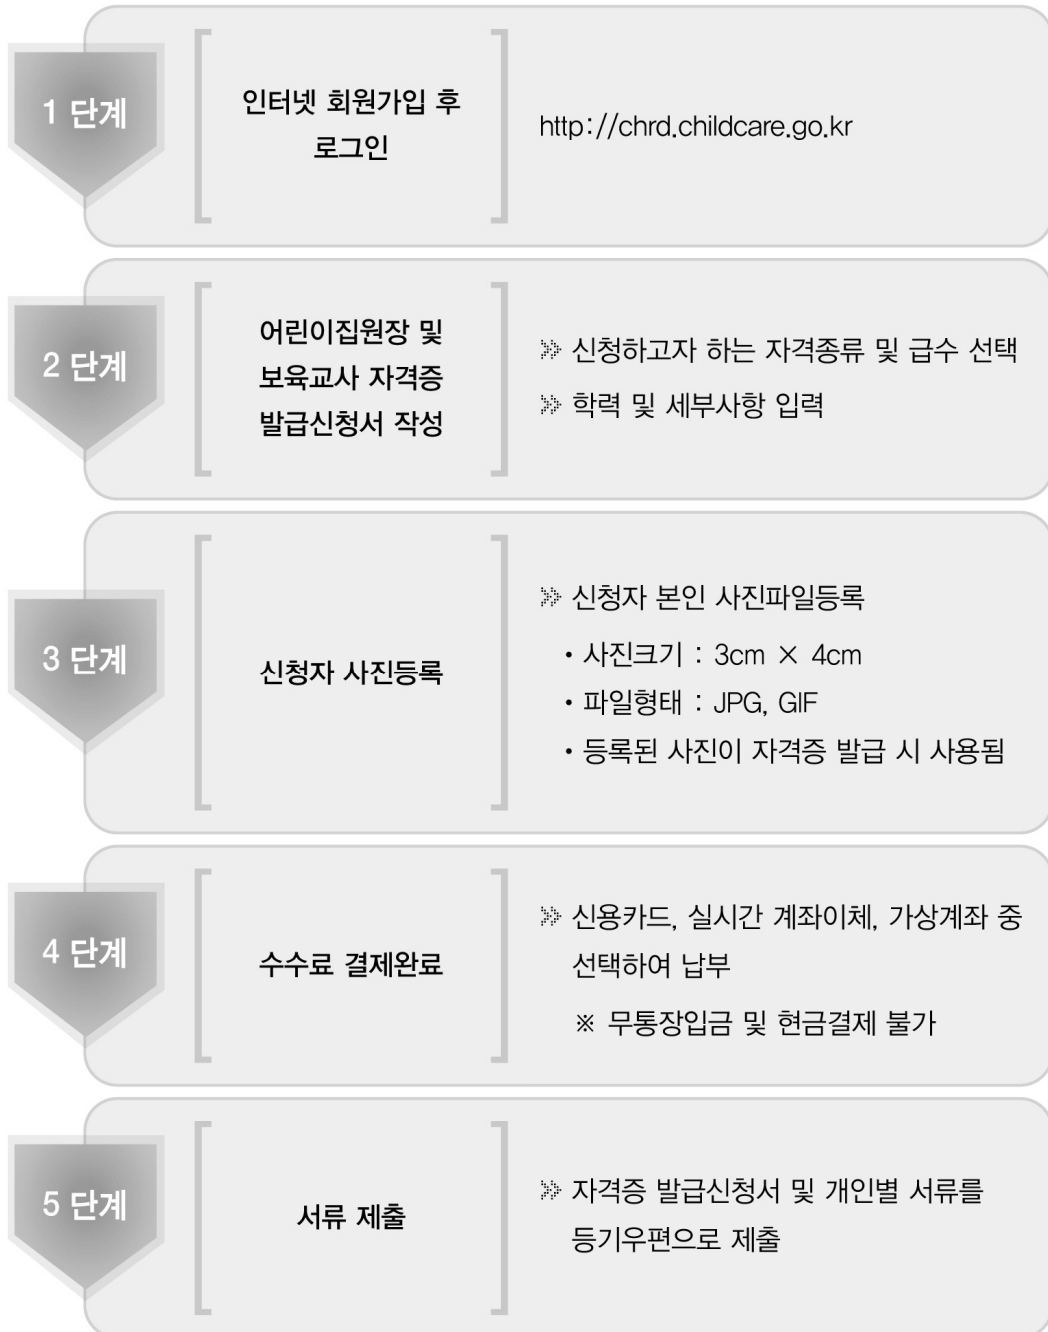 1 단계
인터넷 회원가입 후
로그인
http://chrd.childcare.go.kr
2 단계
어린이집원장 및
보육교사 자격증
발급신청서 작성
» 신청하고자 하는 자격종류 및 급수 선택
» 학력 및 세부사항 입력
3 단계
신청자 사진등록
» 신청자 본인 사진파일등록
• 사진크기 : 3cm × 4cm
• 파일형태 : JPG, GIF
• 등록된 사진이 자격증 발급 시 사용됨
4 단계
수수료 결제완료
» 신용카드, 실시간 계좌이체, 가상계좌 중
선택하여 납부
※ 무통장입금 및 현금결제 불가
5 단계
서류 제출
» 자격증 발급신청서 및 개인별 서류를
등기우편으로 제출